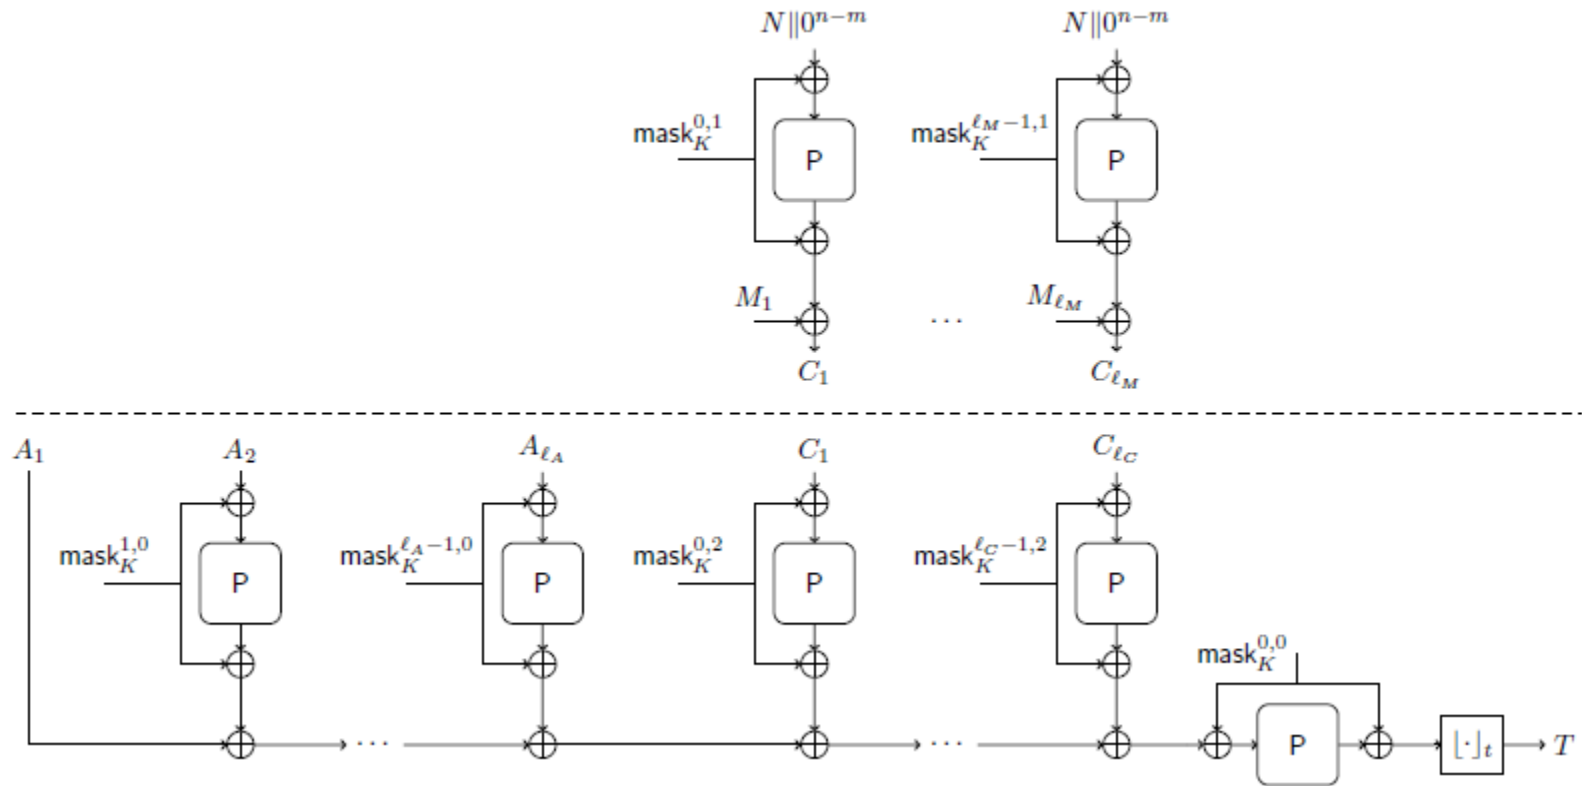 N‖0ⁿ⁻ᵐ N‖0ⁿ⁻ᵐ
mask_K^{0,1} P mask_K^{ℓ_M−1,1} P
M_1 ··· M_{ℓ_M}
C_1 C_{ℓ_M}
A_1 A_2 A_{ℓ_A} C_1 C_{ℓ_C}
mask_K^{1,0} P mask_K^{ℓ_A−1,0} P mask_K^{0,2} P mask_K^{ℓ_C−1,2} P
mask_K^{0,0}
··· ··· P ⌊·⌋_t T